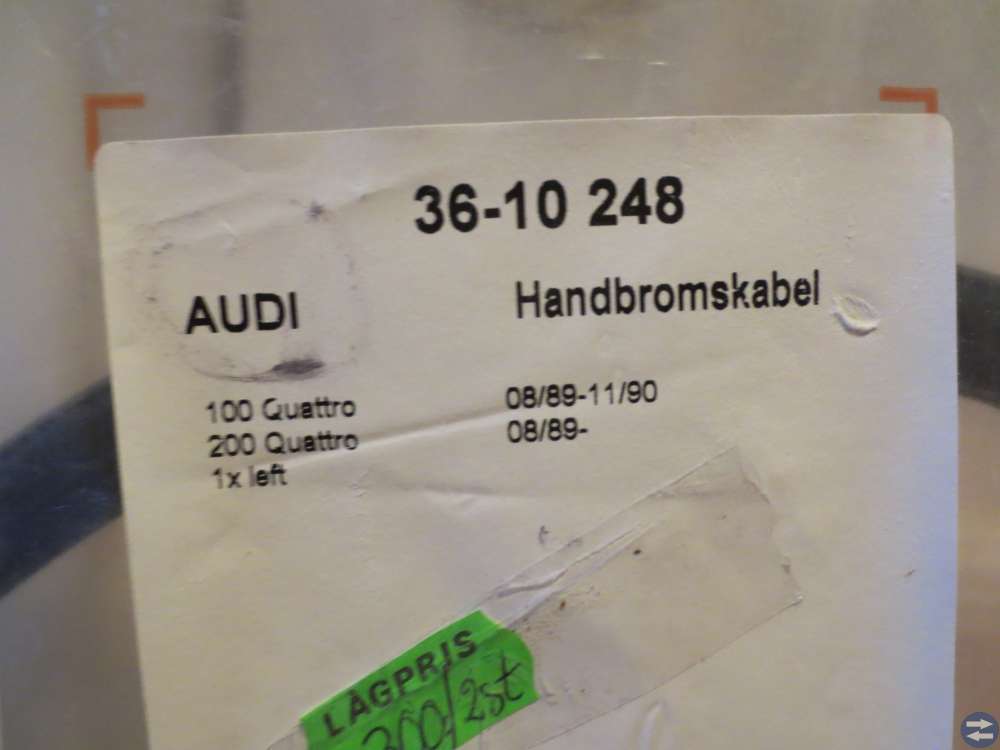 36-10 248
AUDI Handbromskabel
100 Quattro 08/89-11/90
200 Quattro 08/89-
1x left
LÅGPRIS
300/2st